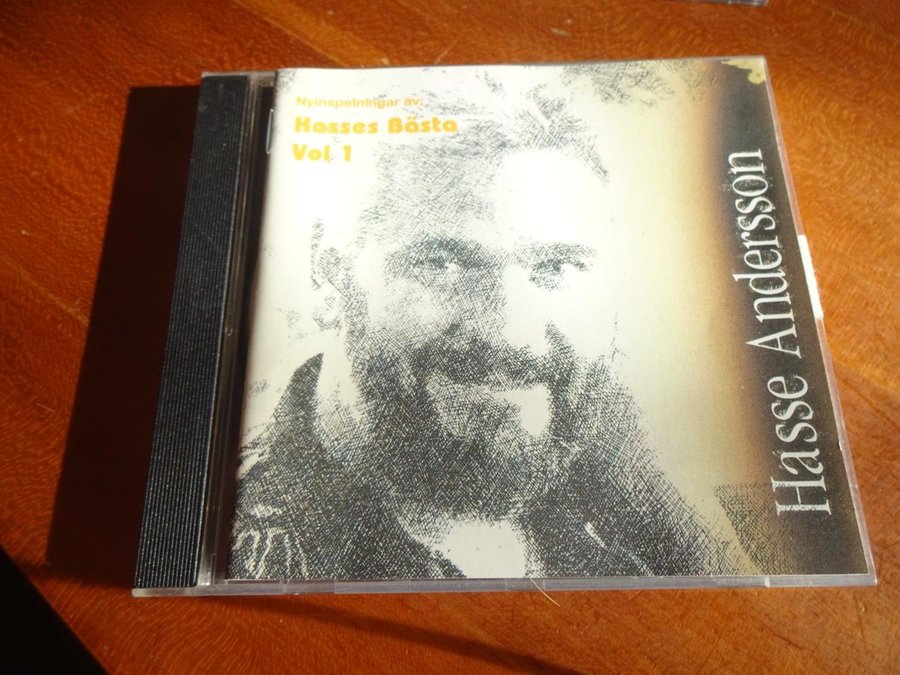 Nyinspelningar av:
Hasses Bästa
Vol. 1
Hasse Andersson